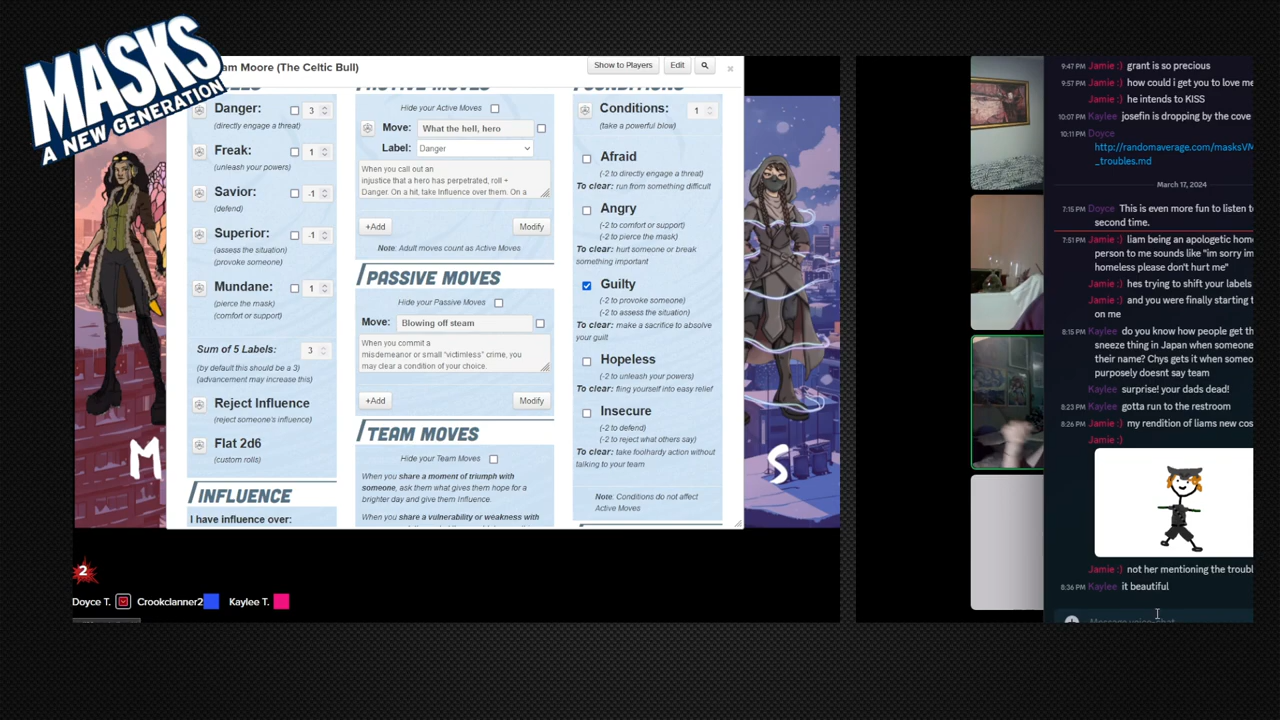 MASKS
A NEW GENERATION
am Moore (The Celtic Bull)
Show to Players
Edit
Danger:
3
(directly engage a threat)
Freak:
1
(unleash your powers)
Savior:
-1
(defend)
Superior:
-1
(assess the situation)
(provoke someone)
Mundane:
1
(pierce the mask)
(comfort or support)
Sum of 5 Labels:
3
(by default this should be a 3)
(advancement may increase this)
Reject Influence
(reject someone's influence)
Flat 2d6
(custom rolls)
INFLUENCE
I have influence over:
Hide your Active Moves
Move:
What the hell, hero
Label:
Danger
When you call out an
injustice that a hero has perpetrated, roll +
Danger. On a hit, take Influence over them. On a
+Add
Modify
Note: Adult moves count as Active Moves
PASSIVE MOVES
Hide your Passive Moves
Move:
Blowing off steam
When you commit a
misdemeanor or small "victimless" crime, you
may clear a condition of your choice.
+Add
Modify
TEAM MOVES
Hide your Team Moves
When you share a moment of triumph with
someone, ask them what gives them hope for a
brighter day and give them Influence.
When you share a vulnerability or weakness with
Conditions:
1
(take a powerful blow)
Afraid
(-2 to directly engage a threat)
To clear: run from something difficult
Angry
(-2 to comfort or support)
(-2 to pierce the mask)
To clear: hurt someone or break
something important
Guilty
(-2 to provoke someone)
(-2 to assess the situation)
To clear: make a sacrifice to absolve
your guilt
Hopeless
(-2 to unleash your powers)
To clear: fling yourself into easy relief
Insecure
(-2 to defend)
(-2 to reject what others say)
To clear: take foolhardy action without
talking to your team
Note: Conditions do not affect
Active Moves
M
S
2
Doyce T.
Crookclanner2
Kaylee T.
9:47 PM Jamie :) grant is so precious
9:57 PM Jamie :) how could i get you to love me
Jamie :) he intends to KISS
10:07 PM Kaylee josefin is dropping by the cove
10:11 PM Doyce
http://randomaverage.com/masksVM
_troubles.md
March 17, 2024
7:15 PM Doyce This is even more fun to listen t
second time.
7:51 PM Jamie :) liam being an apologetic hom
person to me sounds like "im sorry im
homeless please don't hurt me"
Jamie :) hes trying to shift your labels
Jamie :) and you were finally starting
on me
8:15 PM Kaylee do you know how people get th
sneeze thing in Japan when someone
their name? Chys gets it when someo
purposely doesnt say team
Kaylee surprise! your dads dead!
8:23 PM Kaylee gotta run to the restroom
8:26 PM Jamie :) my rendition of liams new cos
Jamie :)
Jamie :) not her mentioning the troubl
8:36 PM Kaylee it beautiful